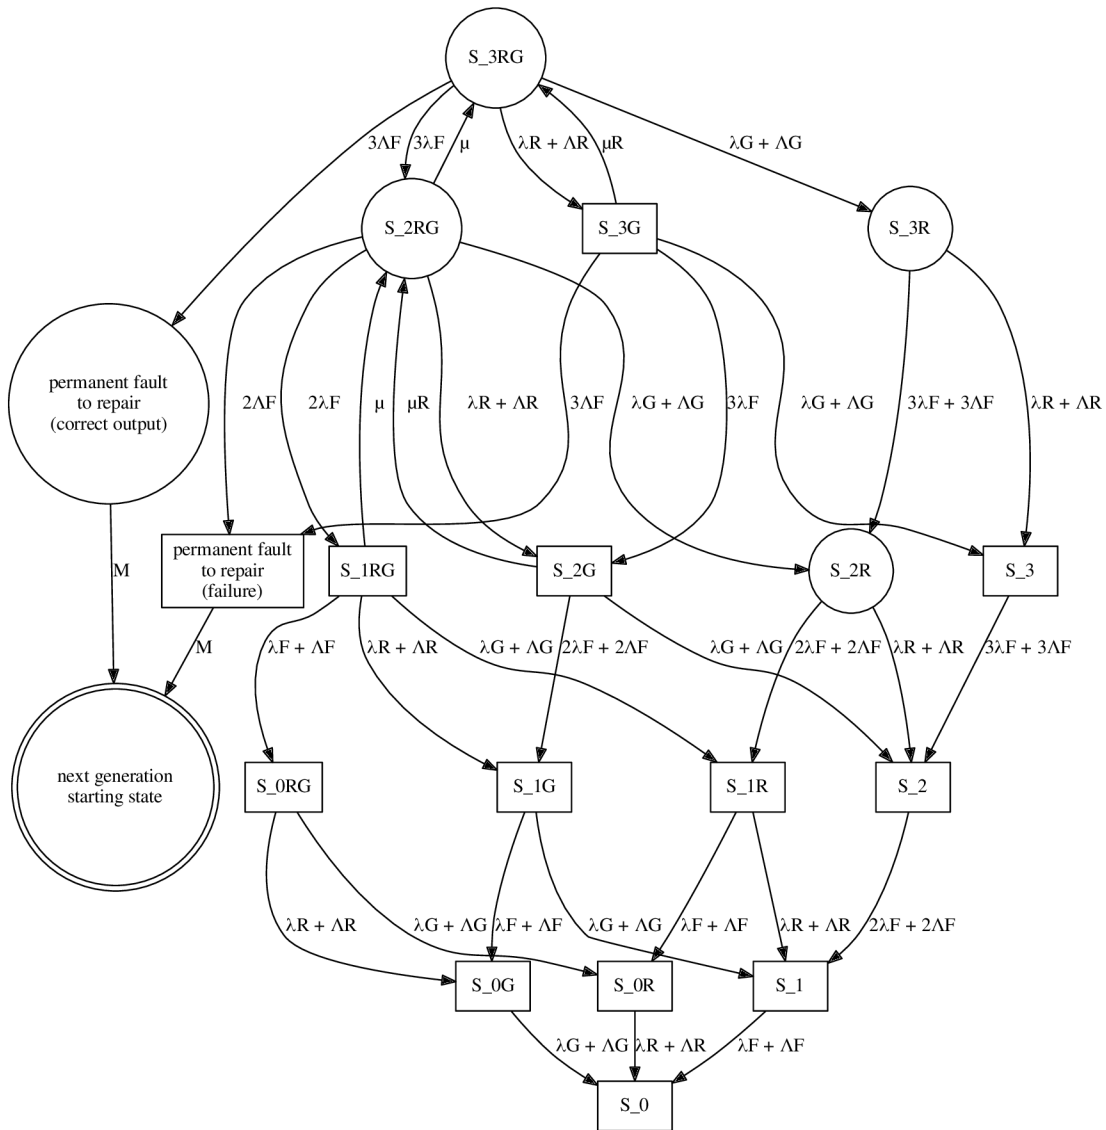 S_3RG
3ΛF
3λF
μ
λR + ΛR
μR
λG + ΛG
S_2RG
S_3G
S_3R
permanent fault
to repair
(correct output)
2ΛF
2λF
μ
μR
λR + ΛR
3ΛF
λG + ΛG
3λF
λG + ΛG
3λF + 3ΛF
λR + ΛR
permanent fault
to repair
(failure)
S_1RG
S_2G
S_2R
S_3
M
M
λF + ΛF
λR + ΛR
λG + ΛG
2λF + 2ΛF
λG + ΛG
2λF + 2ΛF
λR + ΛR
3λF + 3ΛF
next generation
starting state
S_0RG
S_1G
S_1R
S_2
λR + ΛR
λG + ΛG
λF + ΛF
λG + ΛG
λF + ΛF
λR + ΛR
2λF + 2ΛF
S_0G
S_0R
S_1
λG + ΛG
λR + ΛR
λF + ΛF
S_0